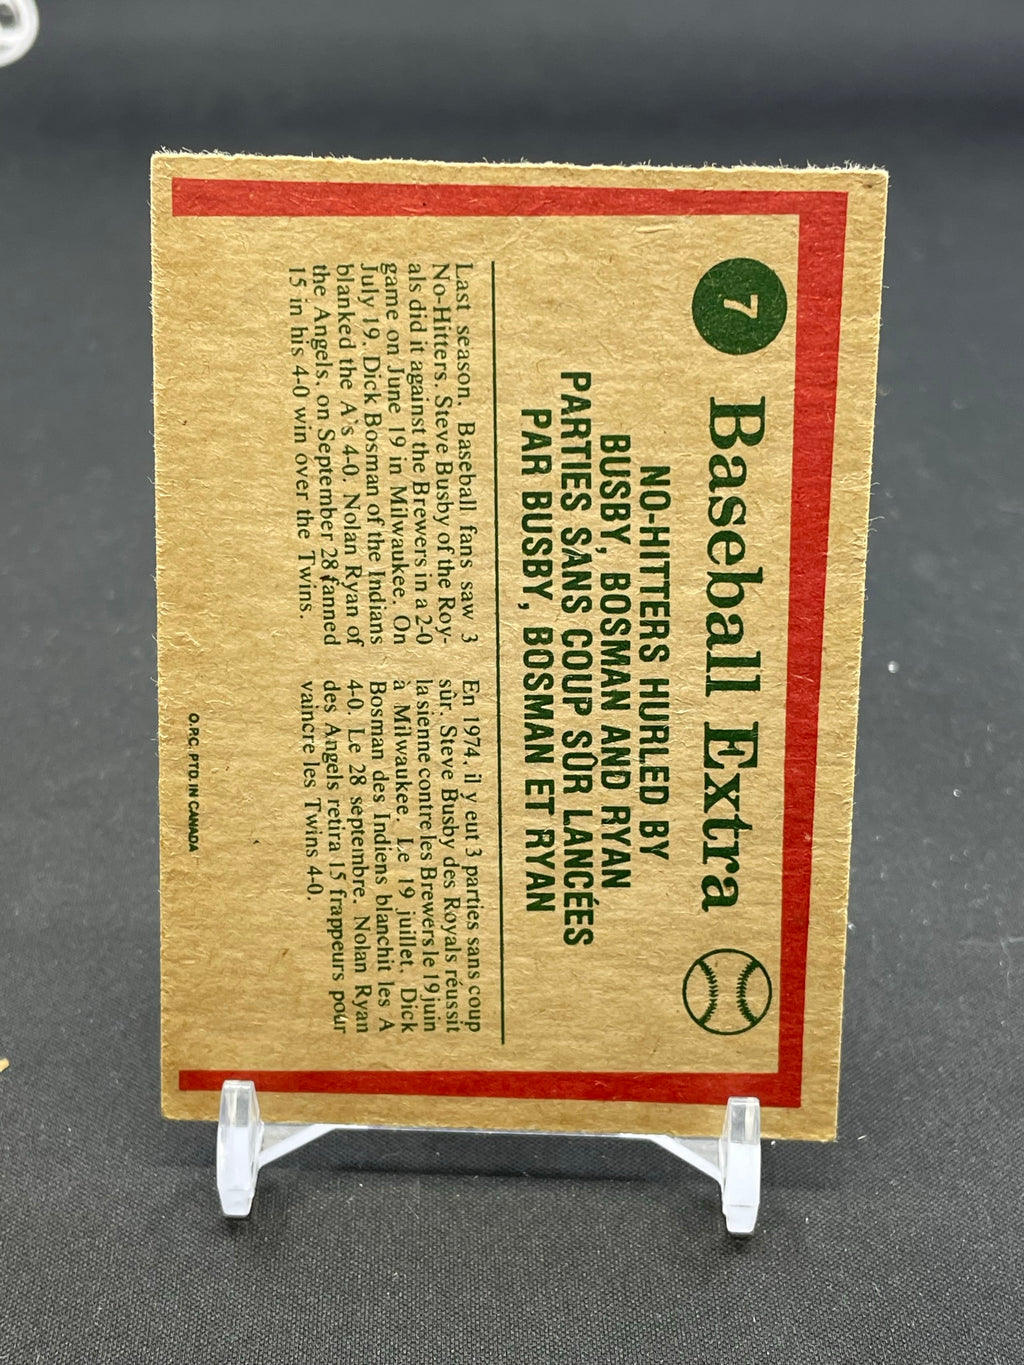 7 Baseball Extra
NO-HITTERS HURLED BY
BUSBY, BOSMAN AND RYAN
PARTIES SANS COUP SÛR LANCÉES
PAR BUSBY, BOSMAN ET RYAN
Last season, Baseball fans saw 3
No-Hitters. Steve Busby of the Roy-
als did it against the Brewers in a 2-0
game on June 19 in Milwaukee. On
July 19, Dick Bosman of the Indians
blanked the A's 4-0. Nolan Ryan of
the Angels, on September 28 fanned
15 in his 4-0 win over the Twins.
En 1974, il y eut 3 parties sans coup
sûr. Steve Busby des Royals réussit
la sienne contre les Brewers le 19 juin
à Milwaukee. Le 19 juillet, Dick
Bosman des Indiens blanchit les A
4-0. Le 28 septembre, Nolan Ryan
des Angels retira 15 frappeurs pour
vaincre les Twins 4-0.
O.P.C. PTD. IN CANADA